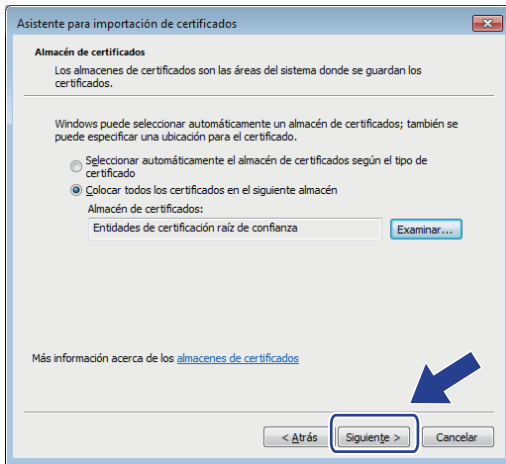 Asistente para importación de certificados
Almacén de certificados
Los almacenes de certificados son las áreas del sistema donde se guardan los
certificados.
Windows puede seleccionar automáticamente un almacén de certificados; también se
puede especificar una ubicación para el certificado.
Seleccionar automáticamente el almacén de certificados según el tipo de
certificado
Colocar todos los certificados en el siguiente almacén
Almacén de certificados:
Entidades de certificación raíz de confianza
Examinar...
Más información acerca de los almacenes de certificados
< Atrás
Siguiente >
Cancelar